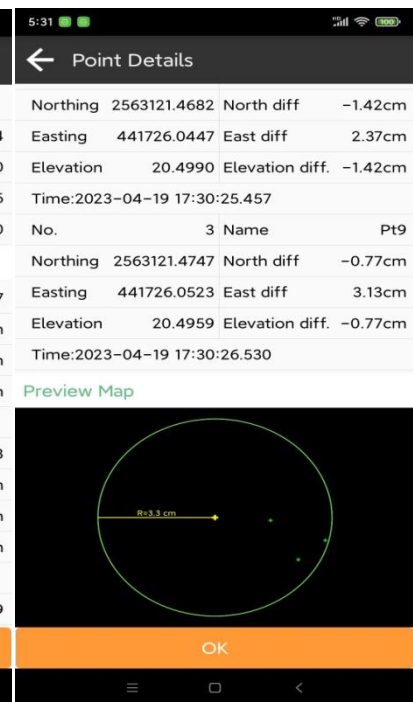 5:31 HD 100
Point Details
Northing 2563121.4682 North diff -1.42cm
Easting 441726.0447 East diff 2.37cm
Elevation 20.4990 Elevation diff. -1.42cm
Time:2023-04-19 17:30:25.457
No. 3 Name Pt9
Northing 2563121.4747 North diff -0.77cm
Easting 441726.0523 East diff 3.13cm
Elevation 20.4959 Elevation diff. -0.77cm
Time:2023-04-19 17:30:26.530
Preview Map
R=3.3 cm
OK